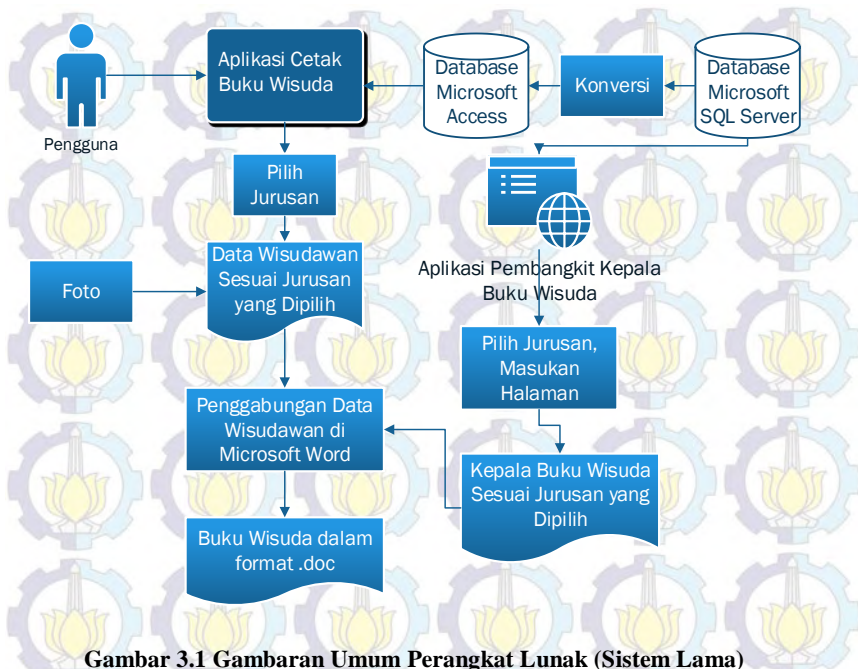 Pengguna
Aplikasi Cetak
Buku Wisuda
Database
Microsoft
Access
Konversi
Database
Microsoft
SQL Server
Pilih
Jurusan
Aplikasi Pembangkit Kepala
Buku Wisuda
Foto
Data Wisudawan
Sesuai Jurusan
yang Dipilih
Pilih Jurusan,
Masukan
Halaman
Penggabungan Data
Wisudawan di
Microsoft Word
Kepala Buku Wisuda
Sesuai Jurusan yang
Dipilih
Buku Wisuda dalam
format .doc
Gambar 3.1 Gambaran Umum Perangkat Lunak (Sistem Lama)